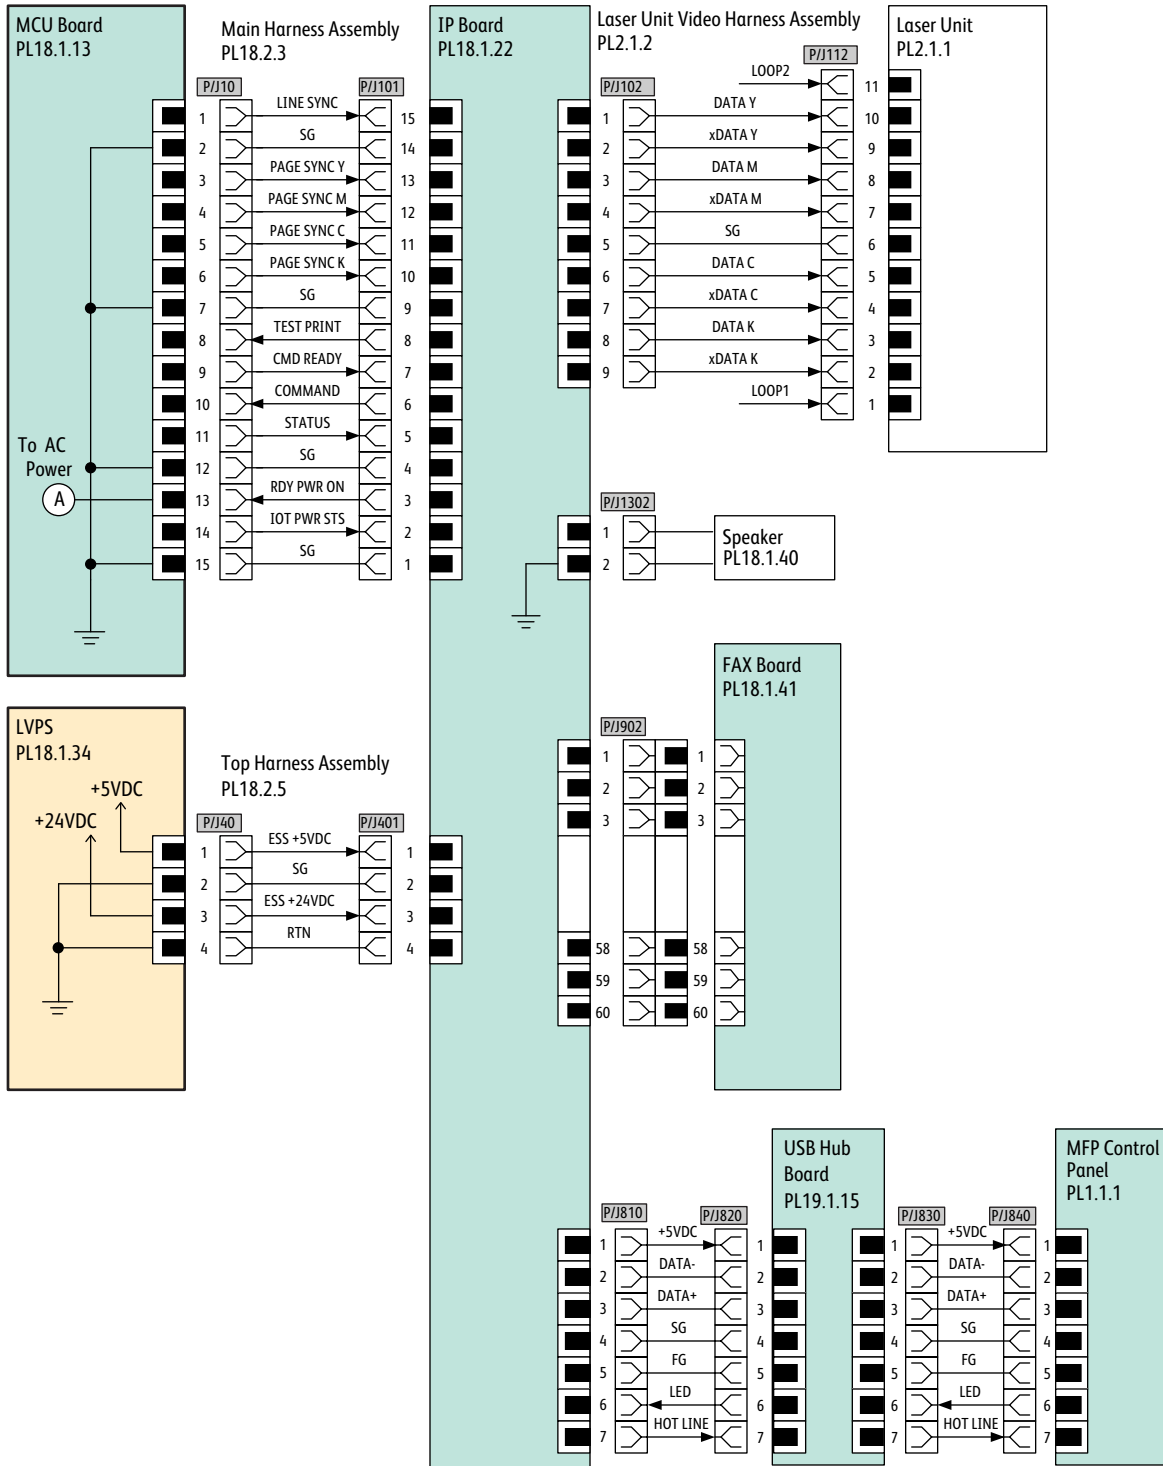 MCU Board
PL18.1.13
Main Harness Assembly
PL18.2.3
IP Board
PL18.1.22
Laser Unit Video Harness Assembly
PL2.1.2
Laser Unit
PL2.1.1
P/J10
P/J101
1 LINE SYNC 15
2 SG 14
3 PAGE SYNC Y 13
4 PAGE SYNC M 12
5 PAGE SYNC C 11
6 PAGE SYNC K 10
7 SG 9
8 TEST PRINT 8
9 CMD READY 7
10 COMMAND 6
11 STATUS 5
12 SG 4
13 RDY PWR ON 3
14 IOT PWR STS 2
15 SG 1
To AC
Power
A
P/J102
P/J112
LOOP2 11
1 DATA Y 10
2 xDATA Y 9
3 DATA M 8
4 xDATA M 7
5 SG 6
6 DATA C 5
7 xDATA C 4
8 DATA K 3
9 xDATA K 2
LOOP1 1
P/J1302
1
2
Speaker
PL18.1.40
FAX Board
PL18.1.41
P/J902
1 1
2 2
3 3
58 58
59 59
60 60
LVPS
PL18.1.34
+5VDC
+24VDC
Top Harness Assembly
PL18.2.5
P/J40
P/J401
1 ESS +5VDC 1
2 SG 2
3 ESS +24VDC 3
4 RTN 4
USB Hub
Board
PL19.1.15
MFP Control
Panel
PL1.1.1
P/J810
P/J820
1 +5VDC 1
2 DATA- 2
3 DATA+ 3
4 SG 4
5 FG 5
6 LED 6
7 HOT LINE 7
P/J830
P/J840
1 +5VDC 1
2 DATA- 2
3 DATA+ 3
4 SG 4
5 FG 5
6 LED 6
7 HOT LINE 7